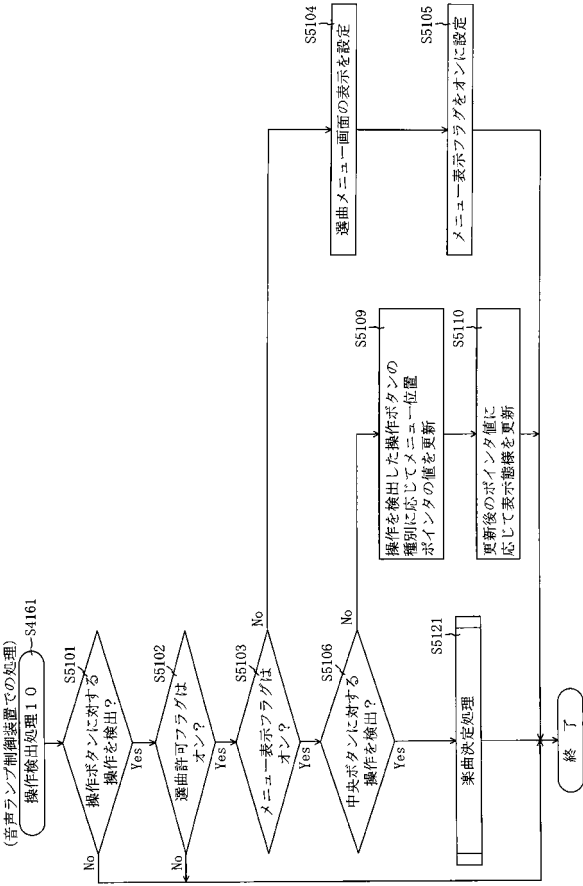 (音声ランプ制御装置での処理)
操作検出処理10
S4161
S5101
操作ボタンに対する
操作を検出?
No
Yes
S5102
選曲許可フラグは
オン?
No
Yes
S5103
メニュー表示フラグは
オン?
No
Yes
S5104
選曲メニュー画面の表示を設定
S5105
メニュー表示フラグをオンに設定
S5106
中央ボタンに対する
操作を検出?
No
Yes
S5109
操作を検出した操作ボタンの
種別に応じてメニュー位置
ポインタの値を更新
S5110
更新後のポインタ値に
応じて表示態様を更新
S5121
楽曲決定処理
終了